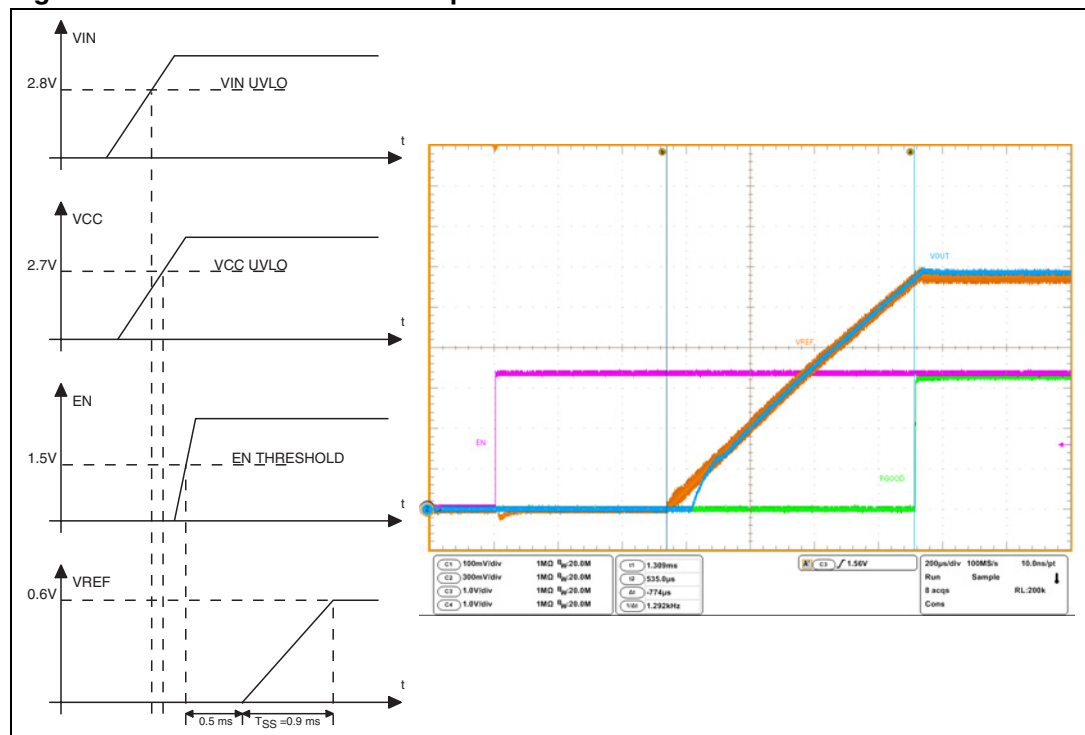 VIN
2.8V
VIN UVLO
t
VCC
2.7V
VCC UVLO
t
EN
1.5V
EN THRESHOLD
t
VREF
0.6V
t
0.5 ms
TSS =0.9 ms
VOUT
VREF
EN
PGOOD
C1 100mV/div 1MΩ BW:20.0M
C2 300mV/div 1MΩ BW:20.0M
C3 1.0V/div 1MΩ BW:20.0M
C4 1.0V/div 1MΩ BW:20.0M
t1 1.309ms
t2 535.0µs
Δt -774µs
1/Δt 1.292kHz
A' C3 ∫ 1.56V
200µs/div 100MS/s 10.0ns/pt
Run Sample
8 acqs RL:200k
Cons